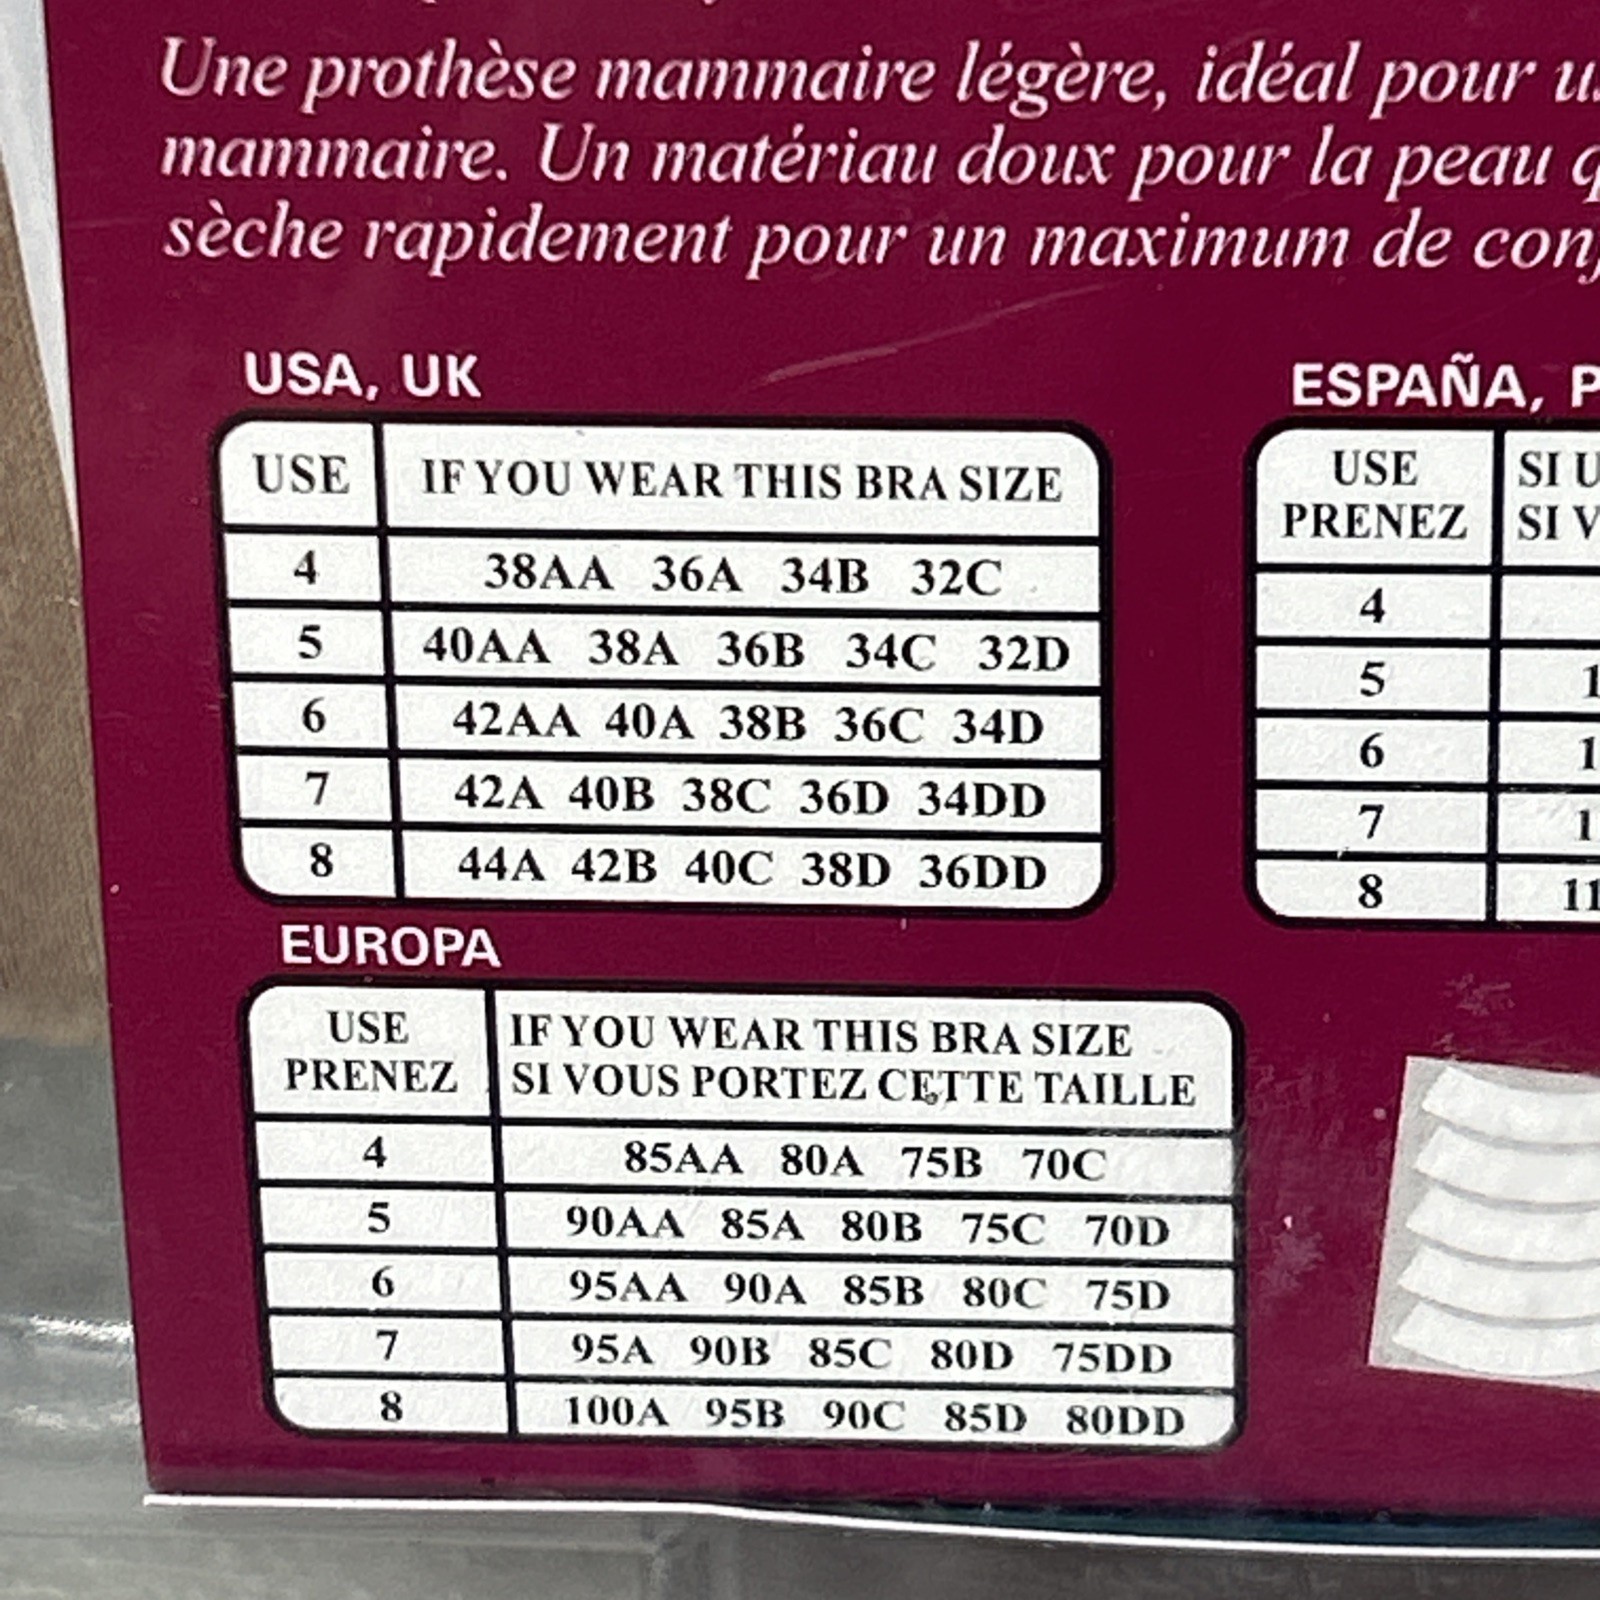 Une prothèse mammaire légère, idéal pour
mammaire. Un matériau doux pour la peau
sèche rapidement pour un maximum de
USA, UK
USE IF YOU WEAR THIS BRA SIZE
4 38AA 36A 34B 32C
5 40AA 38A 36B 34C 32D
6 42AA 40A 38B 36C 34D
7 42A 40B 38C 36D 34DD
8 44A 42B 40C 38D 36DD
ESPAÑA,
USE SI
PRENEZ SI
4
5
6
7
8
EUROPA
USE IF YOU WEAR THIS BRA SIZE
PRENEZ SI VOUS PORTEZ CETTE TAILLE
4 85AA 80A 75B 70C
5 90AA 85A 80B 75C 70D
6 95AA 90A 85B 80C 75D
7 95A 90B 85C 80D 75DD
8 100A 95B 90C 85D 80DD